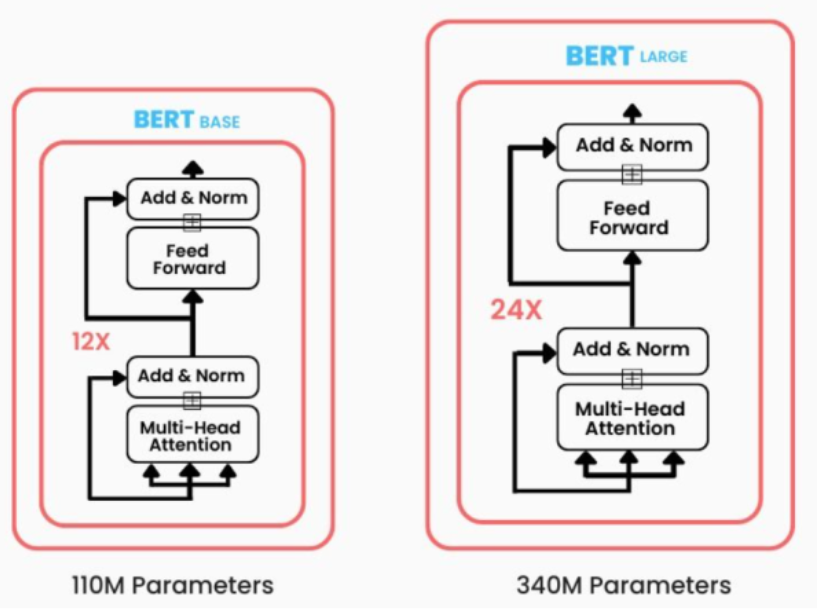 BERT BASE
Add & Norm
Feed
Forward
12X
Add & Norm
Multi-Head
Attention
110M Parameters
BERT LARGE
Add & Norm
Feed
Forward
24X
Add & Norm
Multi-Head
Attention
340M Parameters